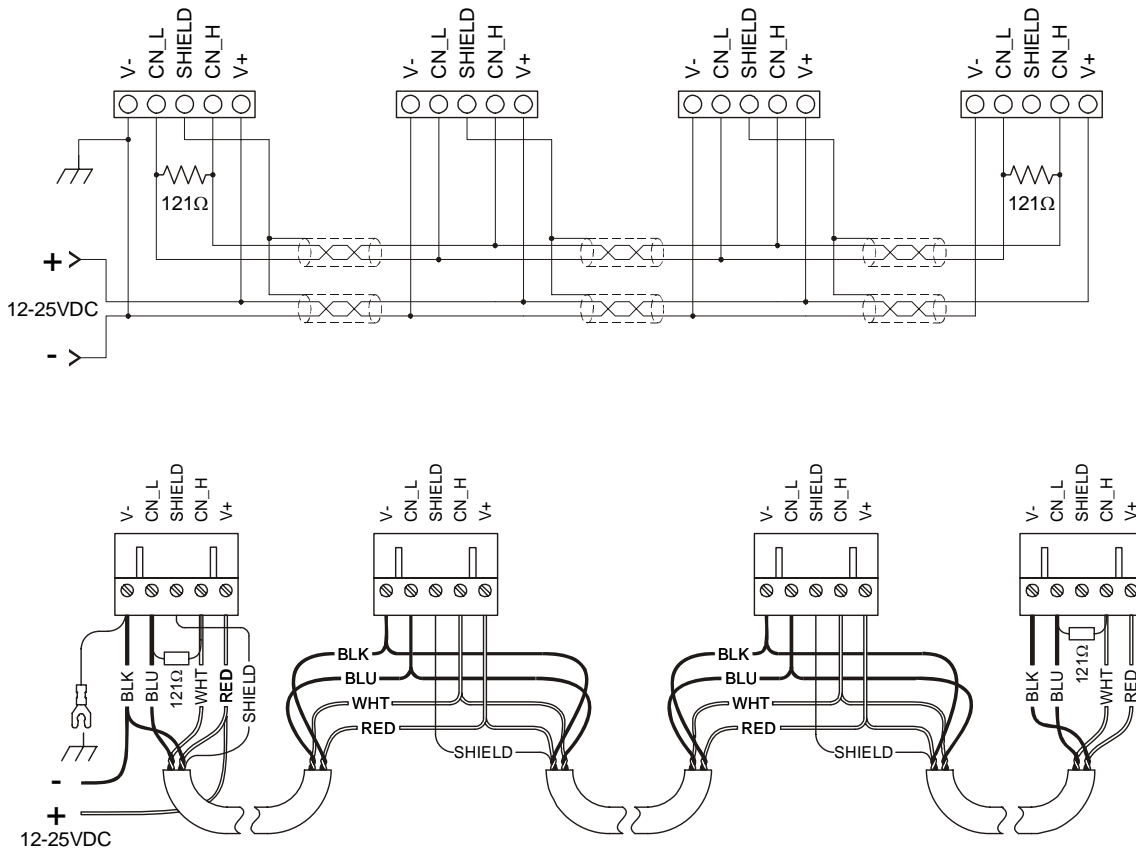 V- CN_L SHIELD CN_H V+
V- CN_L SHIELD CN_H V+
V- CN_L SHIELD CN_H V+
V- CN_L SHIELD CN_H V+
121Ω
121Ω
+
12-25VDC
-
V- CN_L SHIELD CN_H V+
V- CN_L SHIELD CN_H V+
V- CN_L SHIELD CN_H V+
V- CN_L SHIELD CN_H V+
BLK BLU 121Ω WHT RED SHIELD
BLK
BLU
WHT
RED
SHIELD
BLK
BLU
WHT
RED
SHIELD
BLK BLU 121Ω WHT RED
-
+
12-25VDC